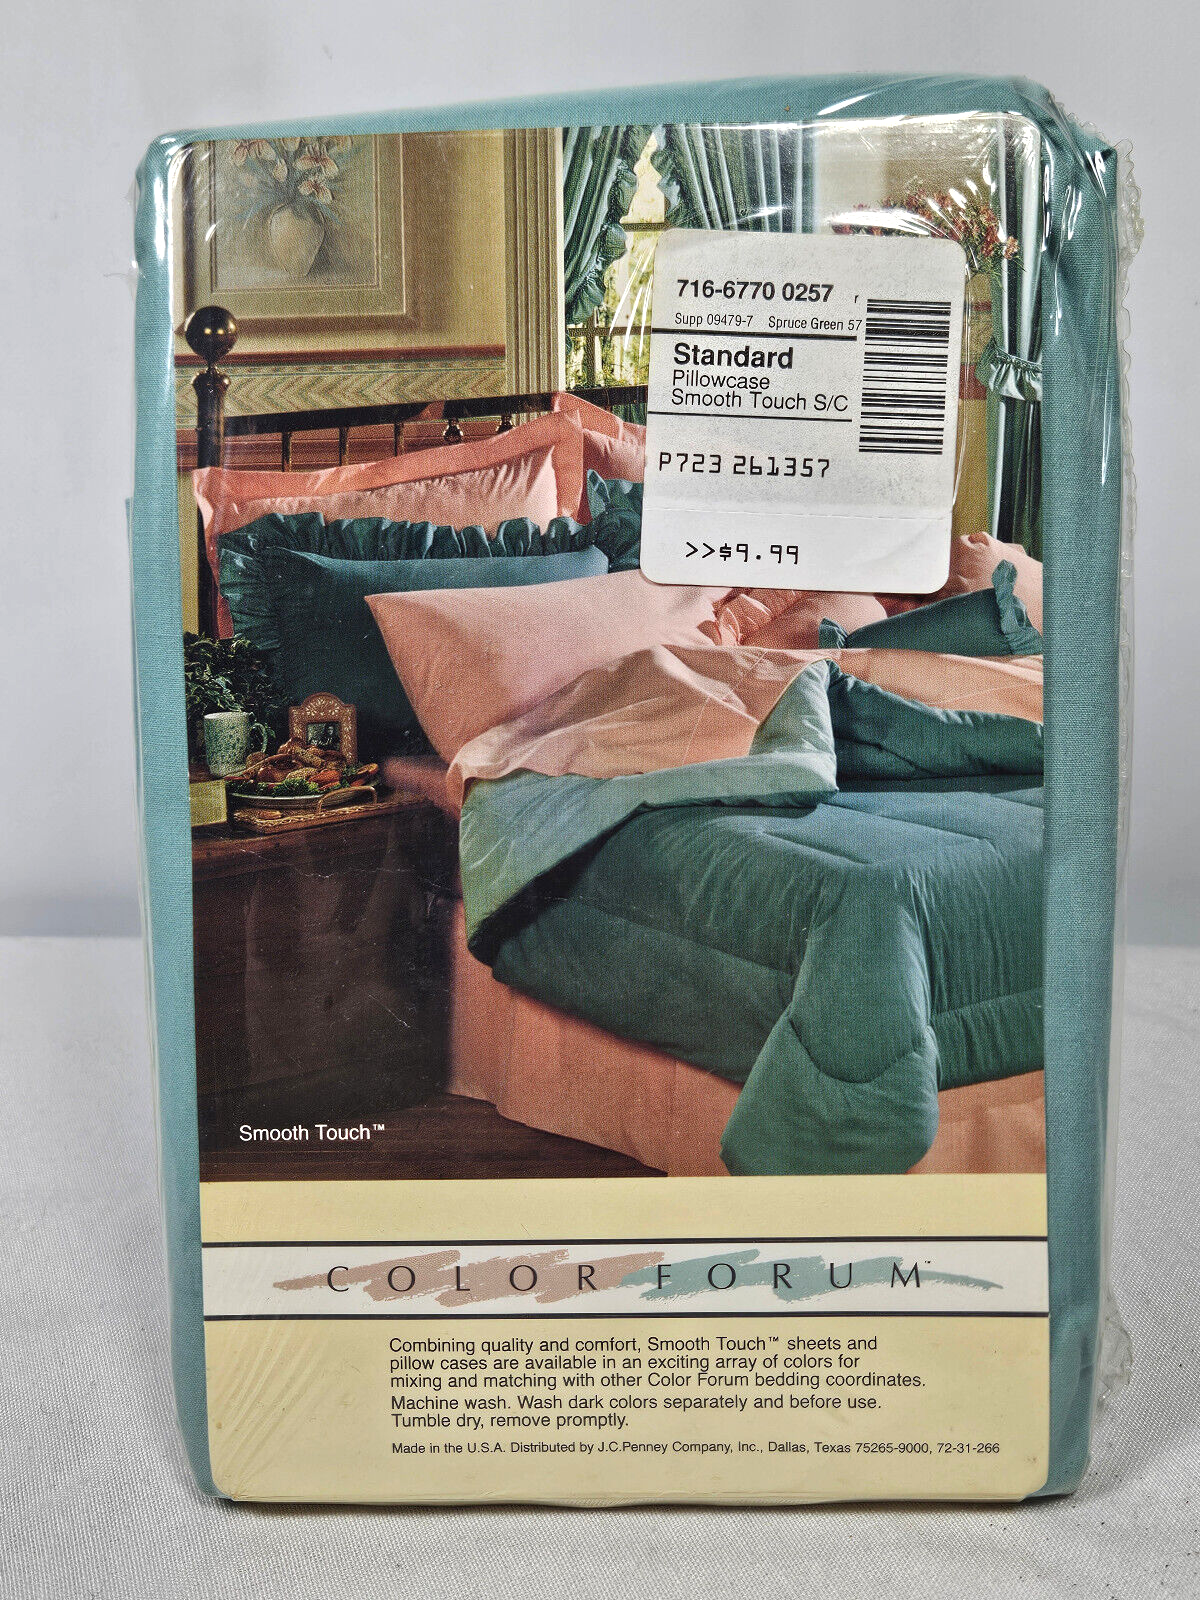 716-6770 0257 r
Supp 09479-7 Spruce Green 57
Standard
Pillowcase
Smooth Touch S/C
P723 261357
>>$9.99
Smooth Touch™
COLOR FORUM™
Combining quality and comfort, Smooth Touch™ sheets and
pillow cases are available in an exciting array of colors for
mixing and matching with other Color Forum bedding coordinates.
Machine wash. Wash dark colors separately and before use.
Tumble dry, remove promptly.
Made in the U.S.A. Distributed by J.C.Penney Company, Inc., Dallas, Texas 75265-9000, 72-31-266